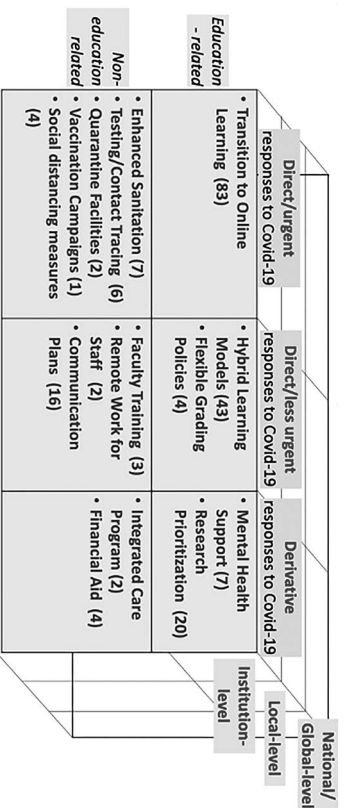 Direct/urgent
responses to Covid-19
Direct/less urgent
responses to Covid-19
Derivative
responses to Covid-19
National/
Global-level
Local-level
Institution-
level
Education
- related
• Transition to Online
Learning (83)
• Hybrid Learning
Models (43)
• Flexible Grading
Policies (4)
• Mental Health
Support (7)
• Research
Prioritization (20)
Non-
education
related
• Enhanced Sanitation (7)
• Testing/Contact Tracing (6)
• Quarantine Facilities (2)
• Vaccination Campaigns (1)
• Social distancing measures
(4)
• Faculty Training (3)
• Remote Work for
Staff (2)
• Communication
Plans (16)
• Integrated Care
Program (2)
• Financial Aid (4)